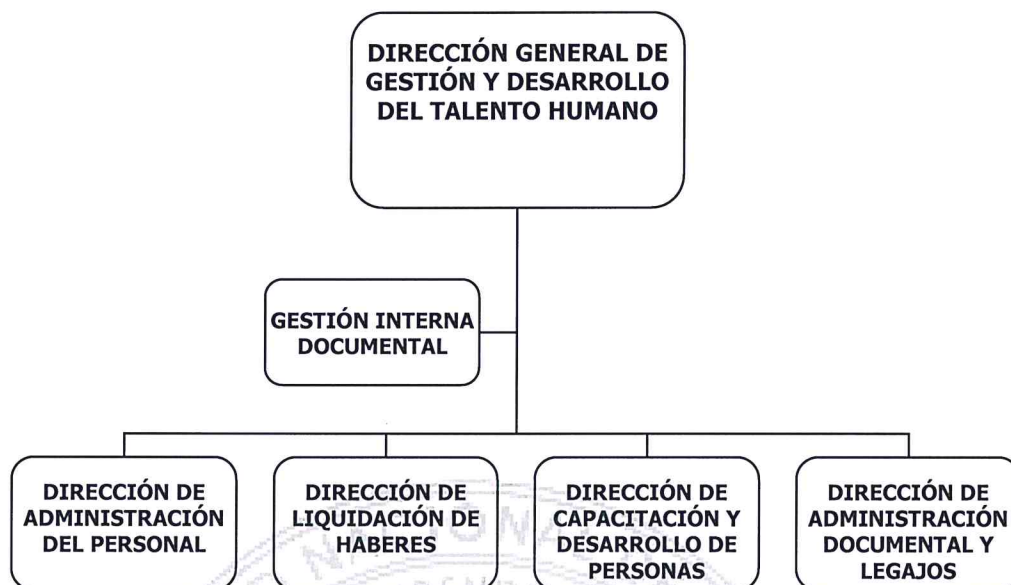 DIRECCIÓN GENERAL DE
GESTIÓN Y DESARROLLO
DEL TALENTO HUMANO
GESTIÓN INTERNA
DOCUMENTAL
DIRECCIÓN DE
ADMINISTRACIÓN
DEL PERSONAL
DIRECCIÓN DE
LIQUIDACIÓN DE
HABERES
DIRECCIÓN DE
CAPACITACIÓN Y
DESARROLLO DE
PERSONAS
DIRECCIÓN DE
ADMINISTRACIÓN
DOCUMENTAL Y
LEGAJOS